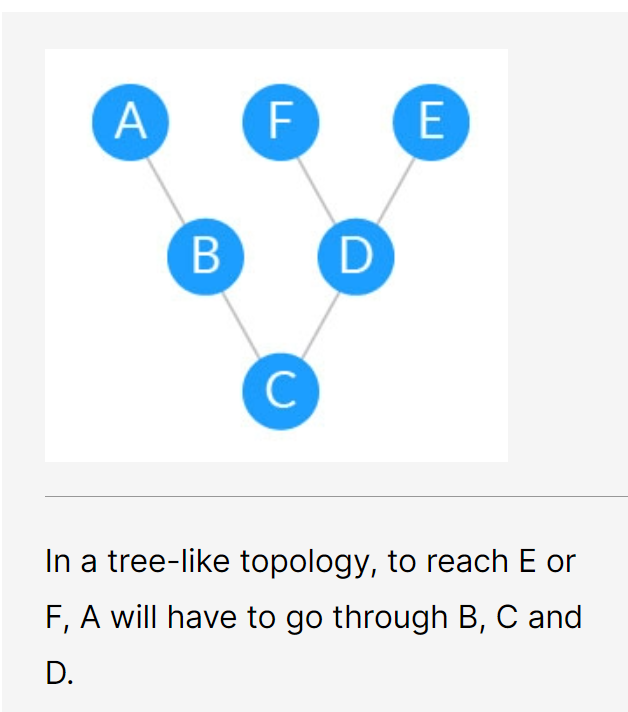 A F E
B D
C
In a tree-like topology, to reach E or
F, A will have to go through B, C and
D.